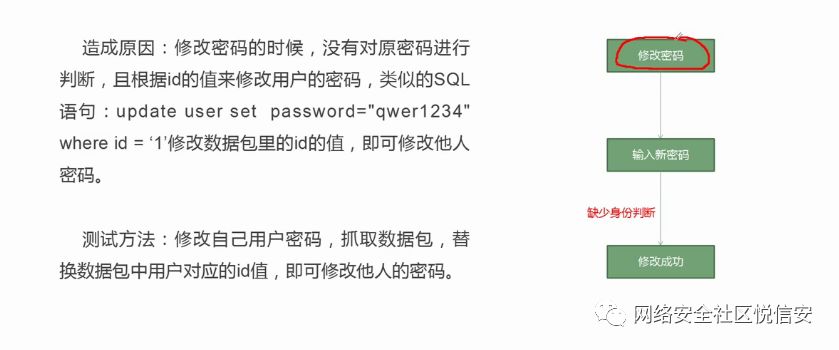 造成原因：修改密码的时候，没有对原密码进行
判断，且根据id的值来修改用户的密码，类似的SQL
语句：update user set password="qwer1234"
where id = ‘1’修改数据包里的id的值，即可修改他人
密码。
测试方法：修改自己用户密码，抓取数据包，替
换数据包中用户对应的id值，即可修改他人的密码。
修改密码
输入新密码
缺少身份判断
修改成功
网络安全社区悦信安